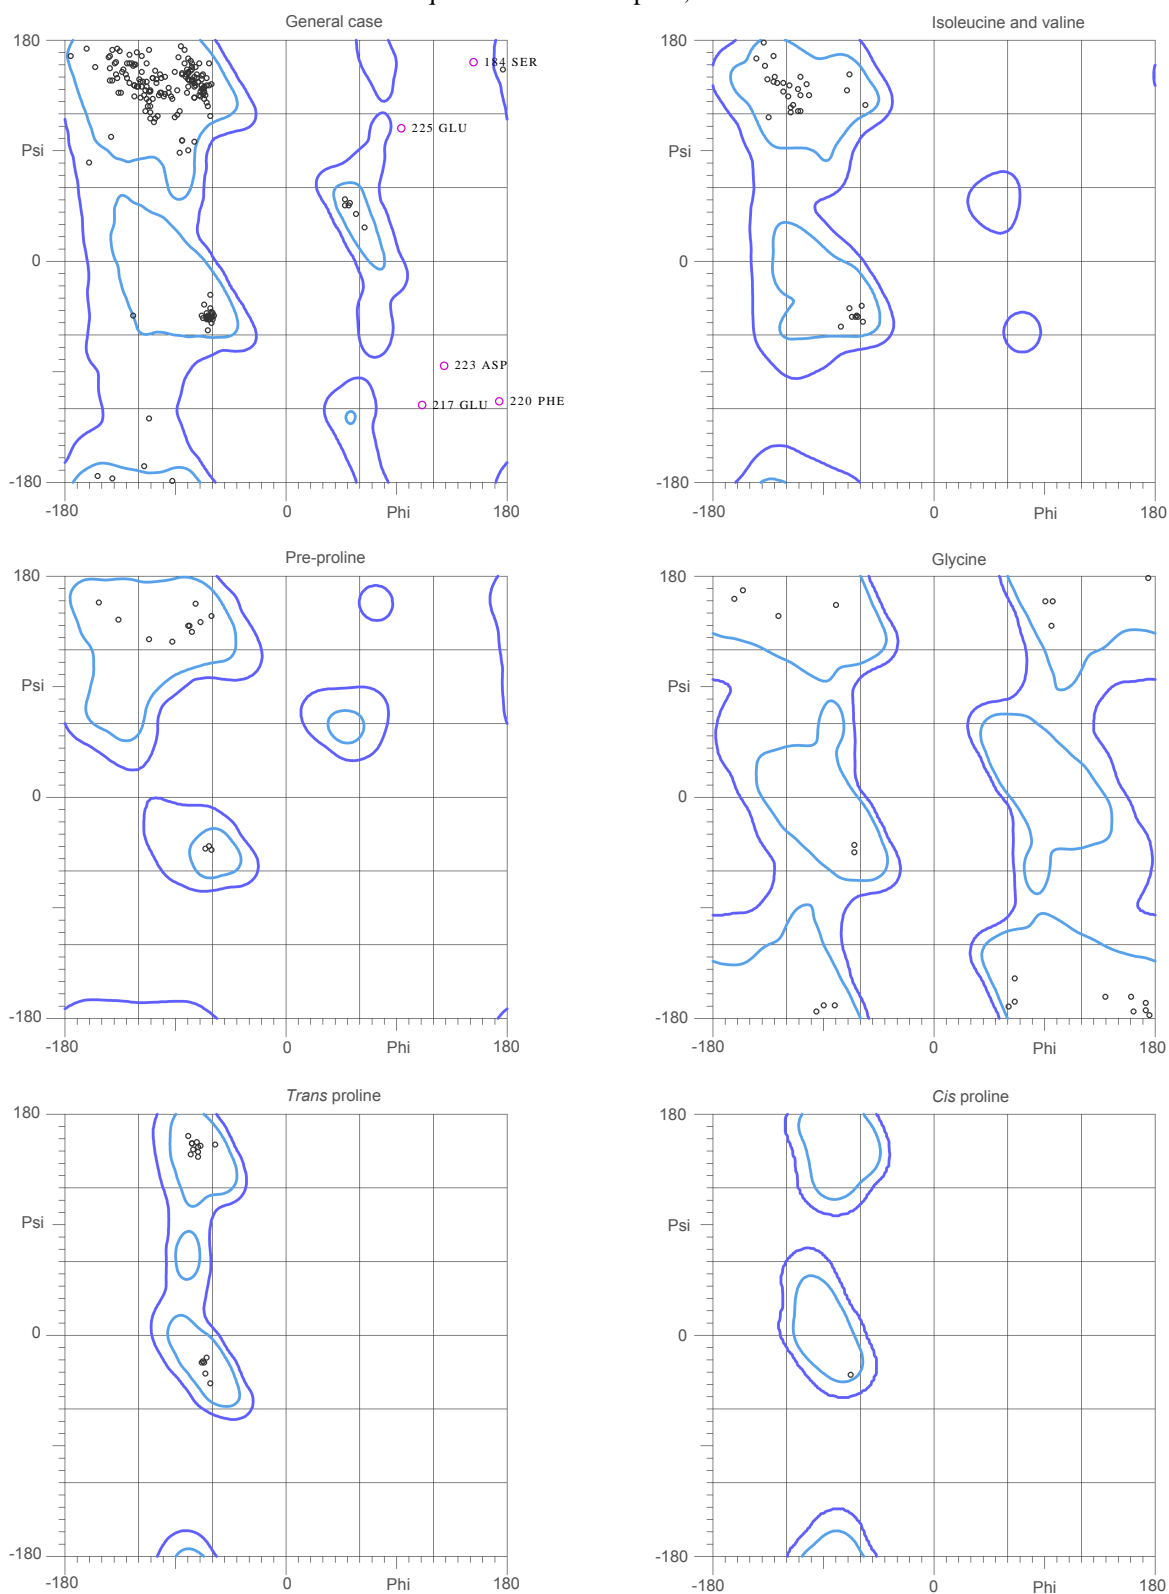 General case
180
184 SER
225 GLU
Psi
0
223 ASP
217 GLU
220 PHE
-180
-180
0
Phi
180
Isoleucine and valine
180
Psi
0
-180
-180
0
Phi
180
Pre-proline
180
Psi
0
-180
-180
0
Phi
180
Glycine
180
Psi
0
-180
-180
0
Phi
180
Trans proline
180
Psi
0
-180
-180
0
Phi
180
Cis proline
180
Psi
0
-180
-180
0
Phi
180